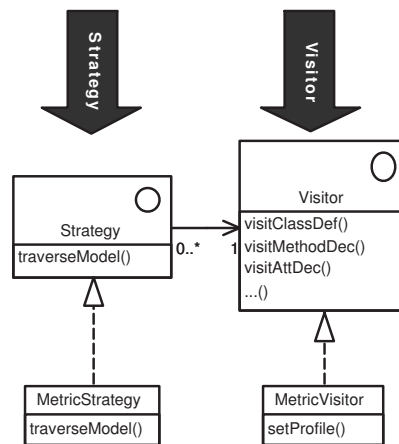 Strategy
Visitor
Strategy
traverseModel()
0..*
1
Visitor
visitClassDef()
visitMethodDec()
visitAttDec()
...()
MetricStrategy
traverseModel()
MetricVisitor
setProfile()